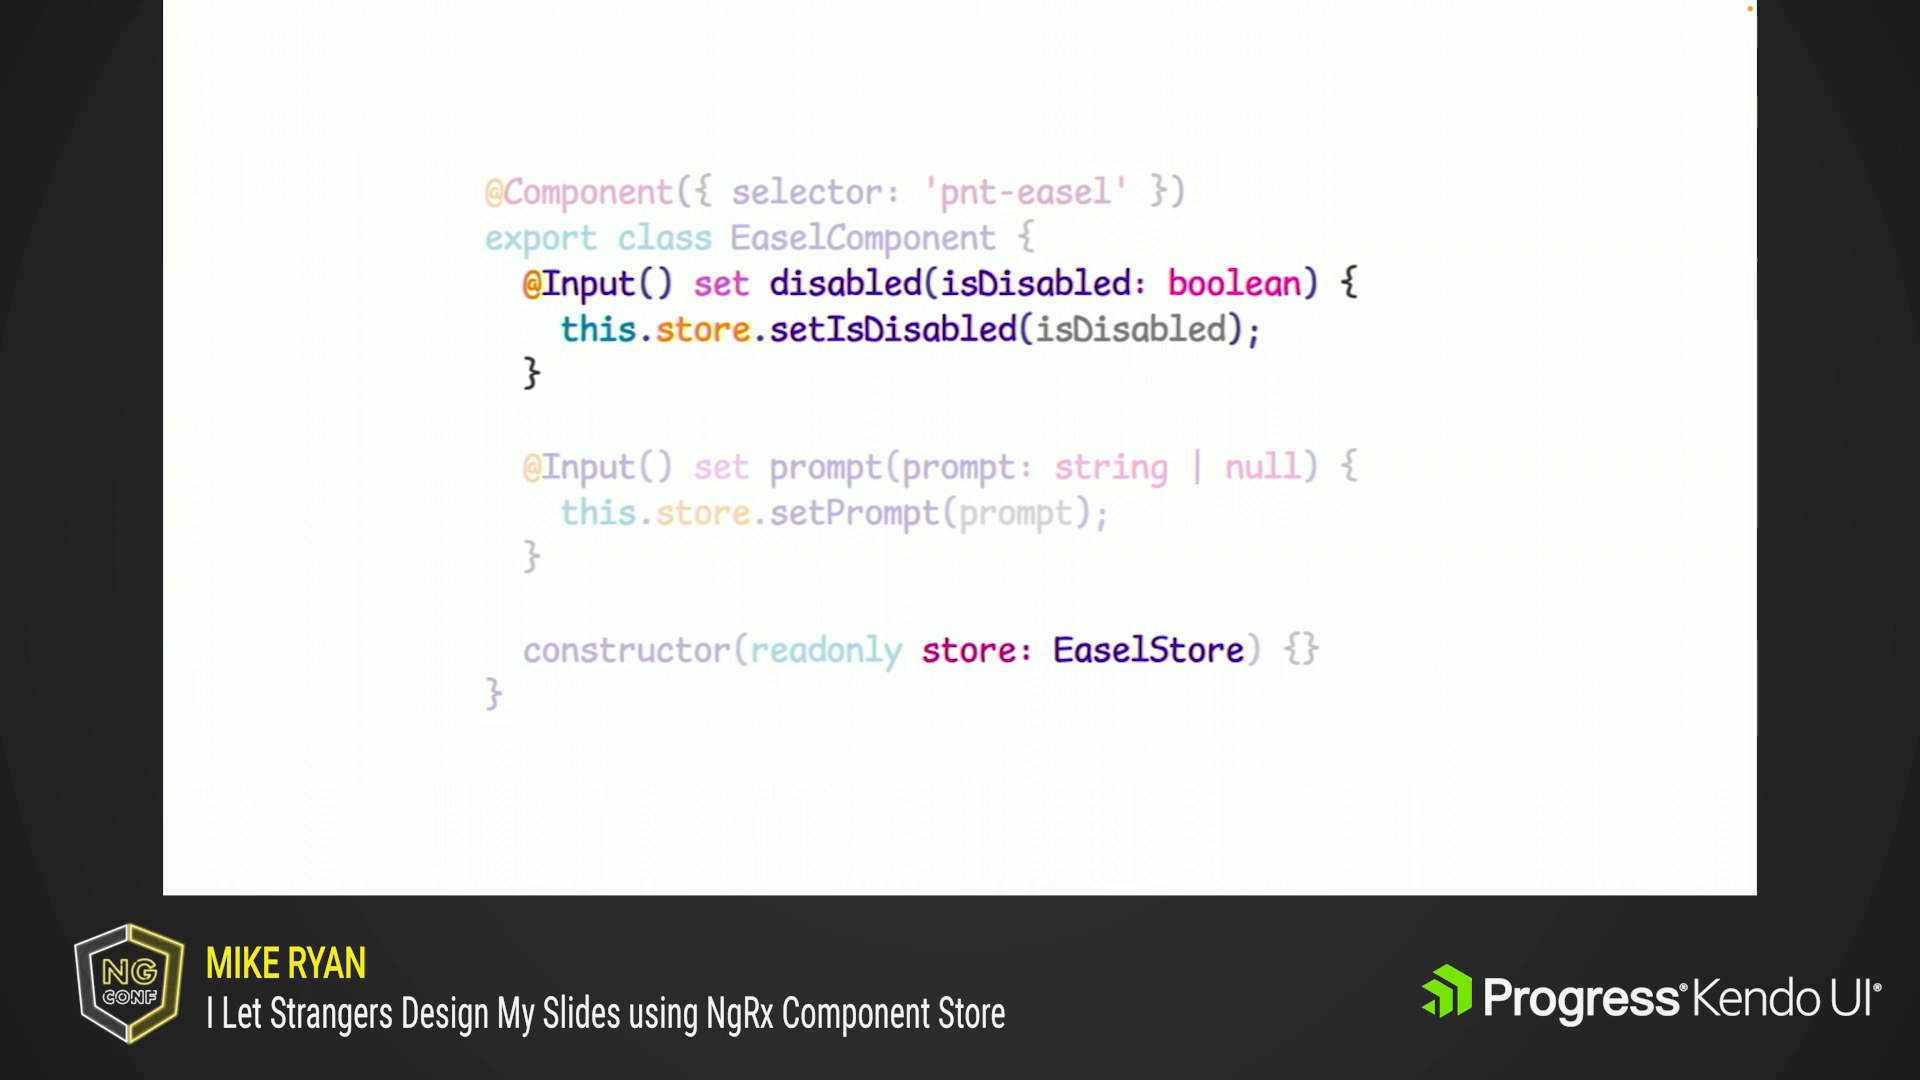 @Component({ selector: 'pnt-easel' })
export class EaselComponent {
@Input() set disabled(isDisabled: boolean) {
this.store.setIsDisabled(isDisabled);
}
@Input() set prompt(prompt: string | null) {
this.store.setPrompt(prompt);
}
constructor(readonly store: EaselStore) {}
}
NG
CONF
MIKE RYAN
I Let Strangers Design My Slides using NgRx Component Store
Progress® Kendo UI®